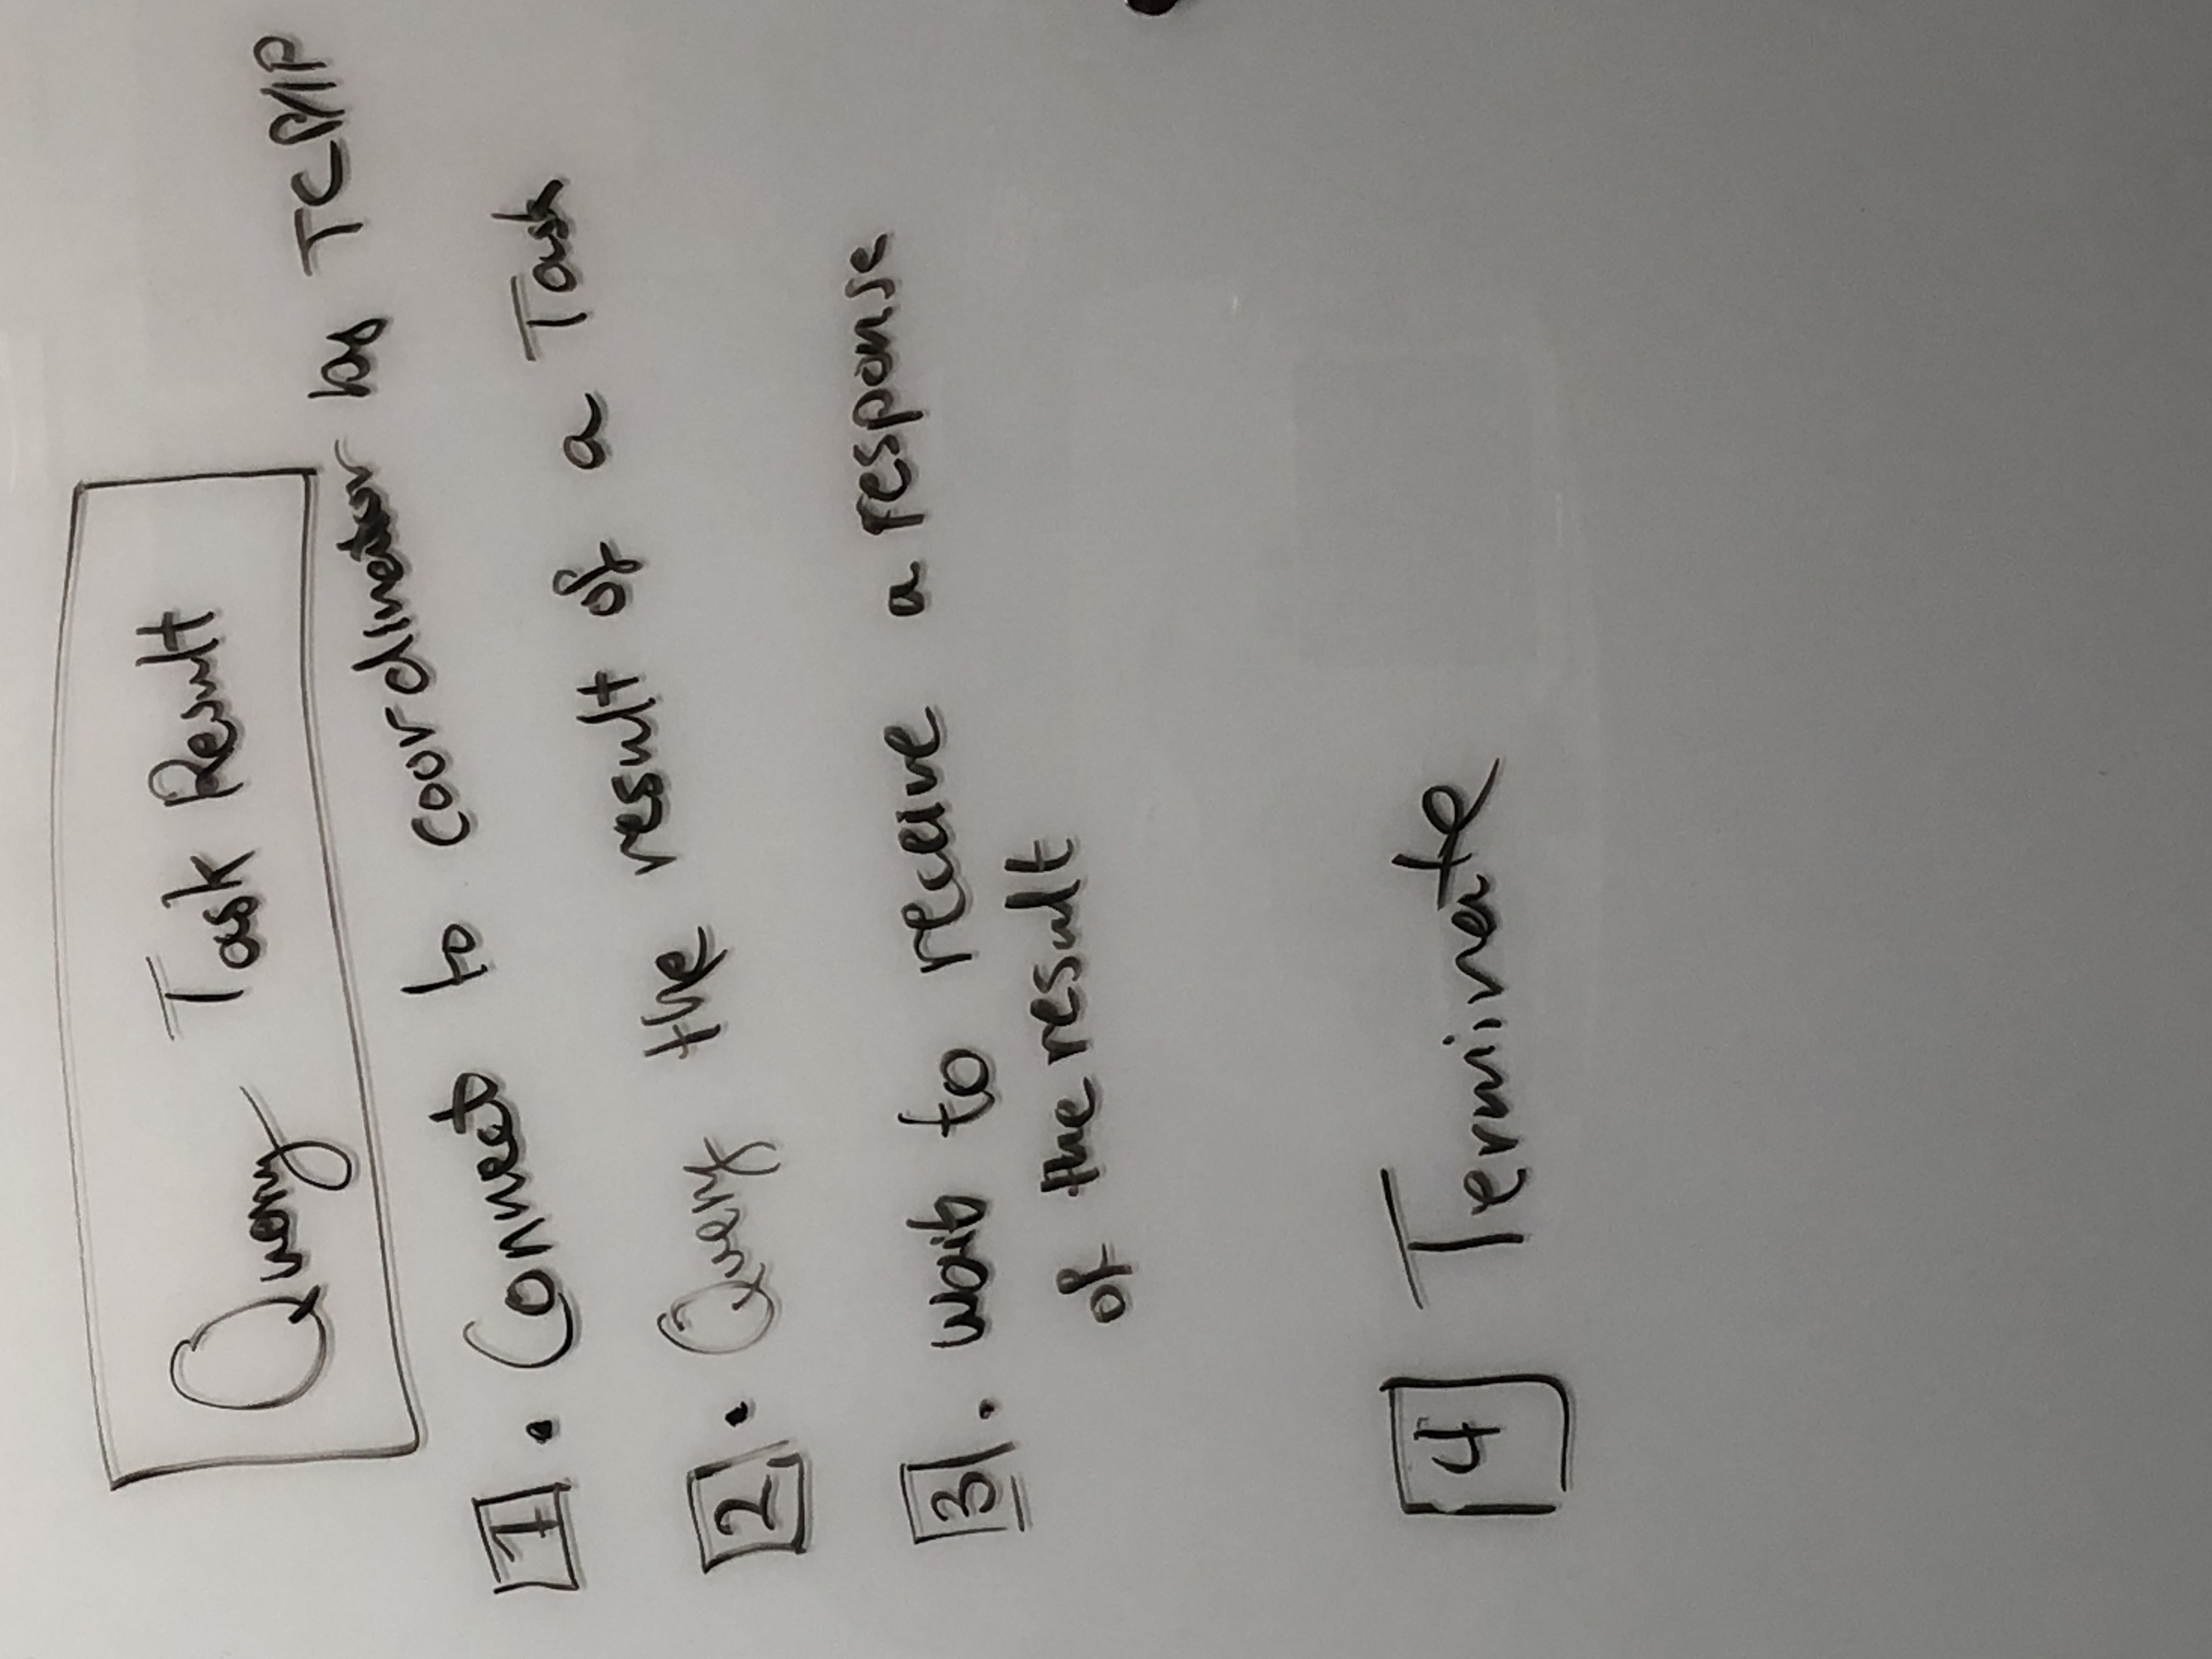 Query Task Result
1. Connect to coordinator by TCP/IP
2. Query the result of a Task
3. wait to receive a response
of the result
4 Terminate